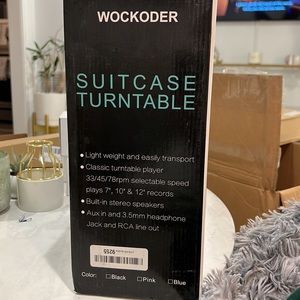 WOCKODER
SUITCASE
TURNTABLE
• Light weight and easily transport
• Classic turntable player
33/45/78rpm selectable speed
plays 7", 10' & 12" records
• Built-in stereo speakers
• Aux in and 3.5mm headphone
Jack and RCA line out
Color: ☐Black ☐Pink ☐Blue